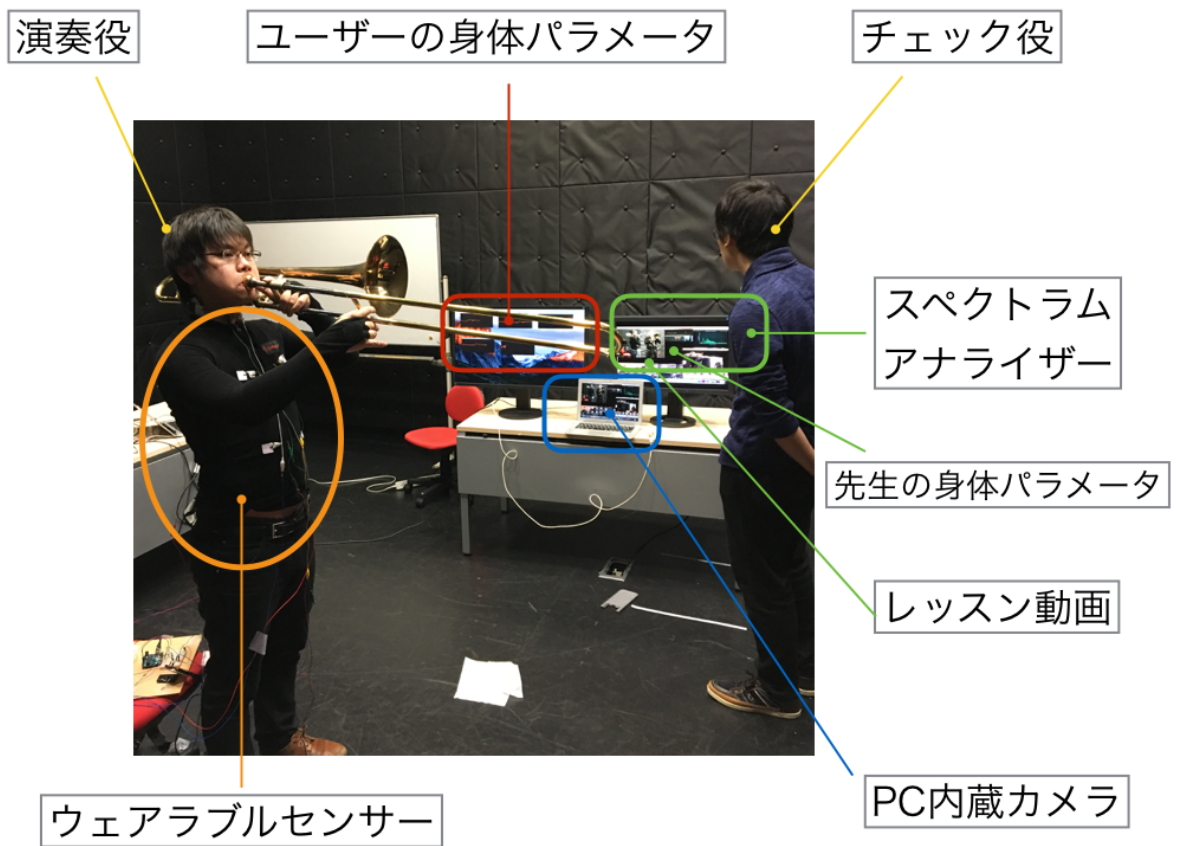 演奏役
ユーザーの身体パラメータ
チェック役
スペクトラム
アナライザー
先生の身体パラメータ
レッスン動画
PC内蔵カメラ
ウェアラブルセンサー